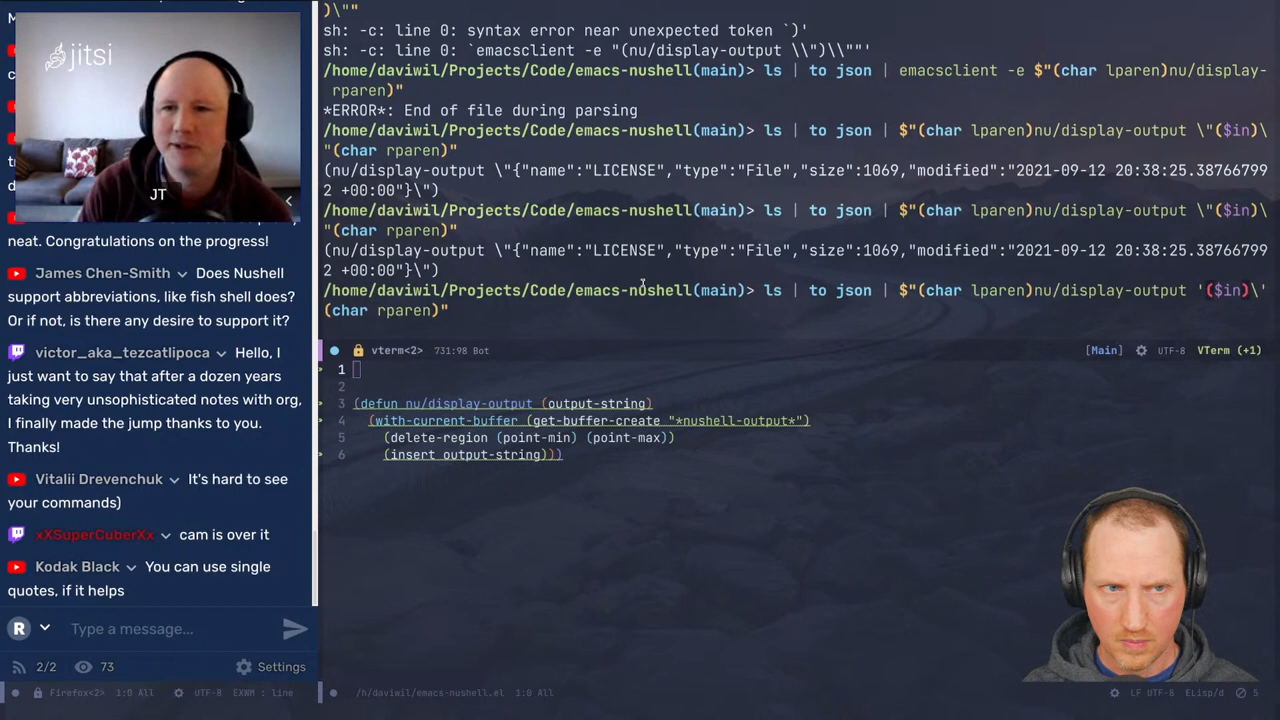 jitsi
JT
neat. Congratulations on the progress!
James Chen-Smith Does Nushell
support abbreviations, like fish shell does?
Or if not, is there any desire to support it?
victor_aka_tezcatlipoca Hello, I
just want to say that after a dozen years
taking very unsophisticated notes with org,
I finally made the jump thanks to you.
Thanks!
Vitalii Drevenchuk It's hard to see
your commands)
xXSuperCuberXx cam is over it
Kodak Black You can use single
quotes, if it helps
R Type a message...
2/2 73 Settings
Firefox<2> 1:0 All UTF-8 EXWM : line
)\""
sh: -c: line 0: syntax error near unexpected token `)'
sh: -c: line 0: `emacsclient -e "(nu/display-output \\")\\""'
/home/daviwil/Projects/Code/emacs-nushell(main)> ls | to json | emacsclient -e $"(char lparen)nu/display-
rparen)"
*ERROR*: End of file during parsing
/home/daviwil/Projects/Code/emacs-nushell(main)> ls | to json | $"(char lparen)nu/display-output \"($in)\
"(char rparen)"
(nu/display-output \"{"name":"LICENSE","type":"File","size":1069,"modified":"2021-09-12 20:38:25.38766799
2 +00:00"}\")
/home/daviwil/Projects/Code/emacs-nushell(main)> ls | to json | $"(char lparen)nu/display-output \"($in)\
"(char rparen)"
(nu/display-output \"{"name":"LICENSE","type":"File","size":1069,"modified":"2021-09-12 20:38:25.38766799
2 +00:00"}\")
/home/daviwil/Projects/Code/emacs-nushell(main)> ls | to json | $"(char lparen)nu/display-output '($in)\'
(char rparen)"
vterm<2> 731:98 Bot [Main] UTF-8 VTerm (+1)
1
2
3 (defun nu/display-output (output-string)
4 (with-current-buffer (get-buffer-create "*nushell-output*")
5 (delete-region (point-min) (point-max))
6 (insert output-string)))
/h/daviwil/emacs-nushell.el 1:0 All LF UTF-8 ELisp/d 5